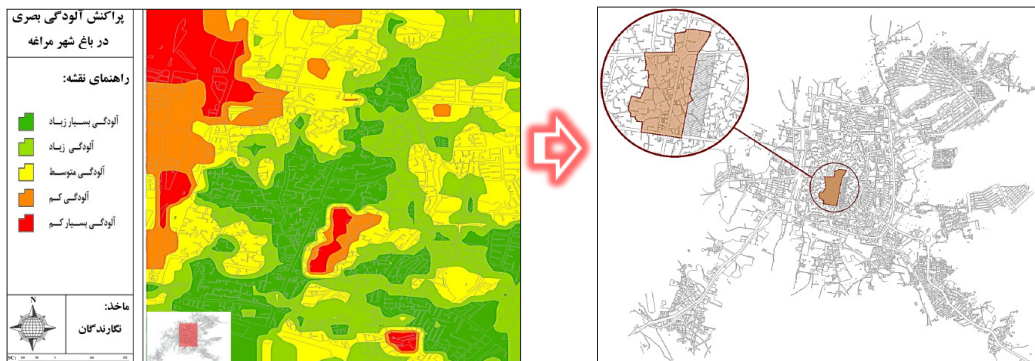 پراکنش آلودگی بصری
در باغ شهر مراغه
راهنمای نقشه:
آلودگی بسیار زیاد
آلودگی زیاد
آلودگی متوسط
آلودگی کم
آلودگی بسیار کم
N
ماخذ:
نگارندگان